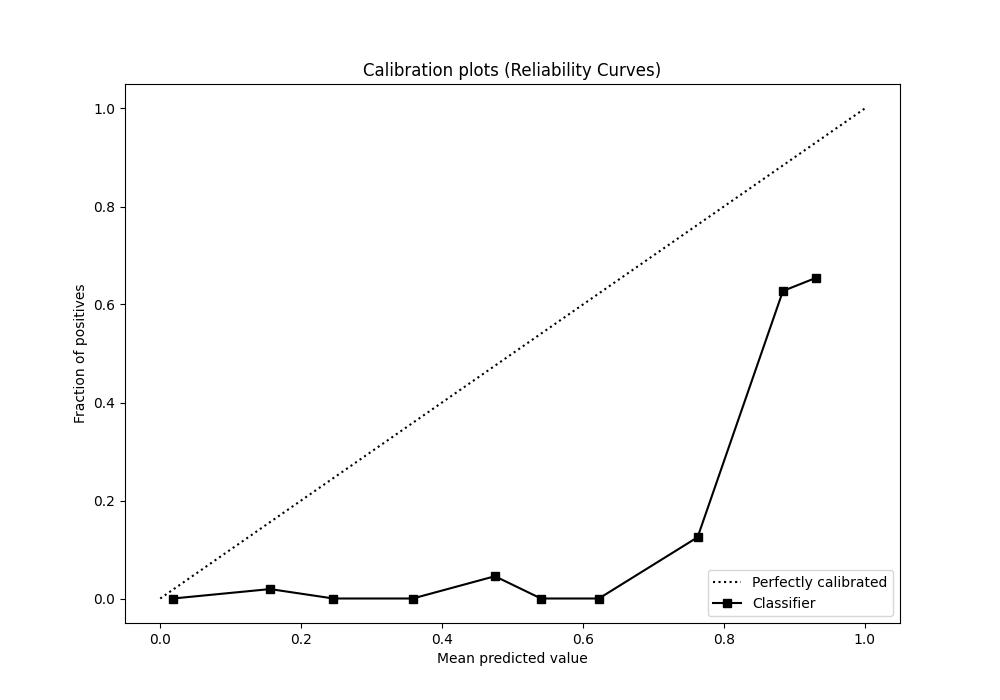 Calibration plots (Reliability Curves)
1.0
0.8
0.6
0.4
0.2
0.0
Fraction of positives
0.0 0.2 0.4 0.6 0.8 1.0
Mean predicted value
Perfectly calibrated
Classifier